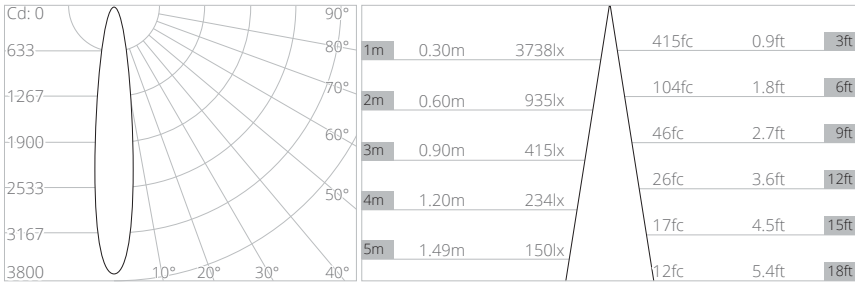 Cd: 0
633
1267
1900
2533
3167
3800
90°
80°
70°
60°
50°
10° 20° 30° 40°
1m 0.30m 3738lx
2m 0.60m 935lx
3m 0.90m 415lx
4m 1.20m 234lx
5m 1.49m 150lx
415fc 0.9ft 3ft
104fc 1.8ft 6ft
46fc 2.7ft 9ft
26fc 3.6ft 12ft
17fc 4.5ft 15ft
12fc 5.4ft 18ft